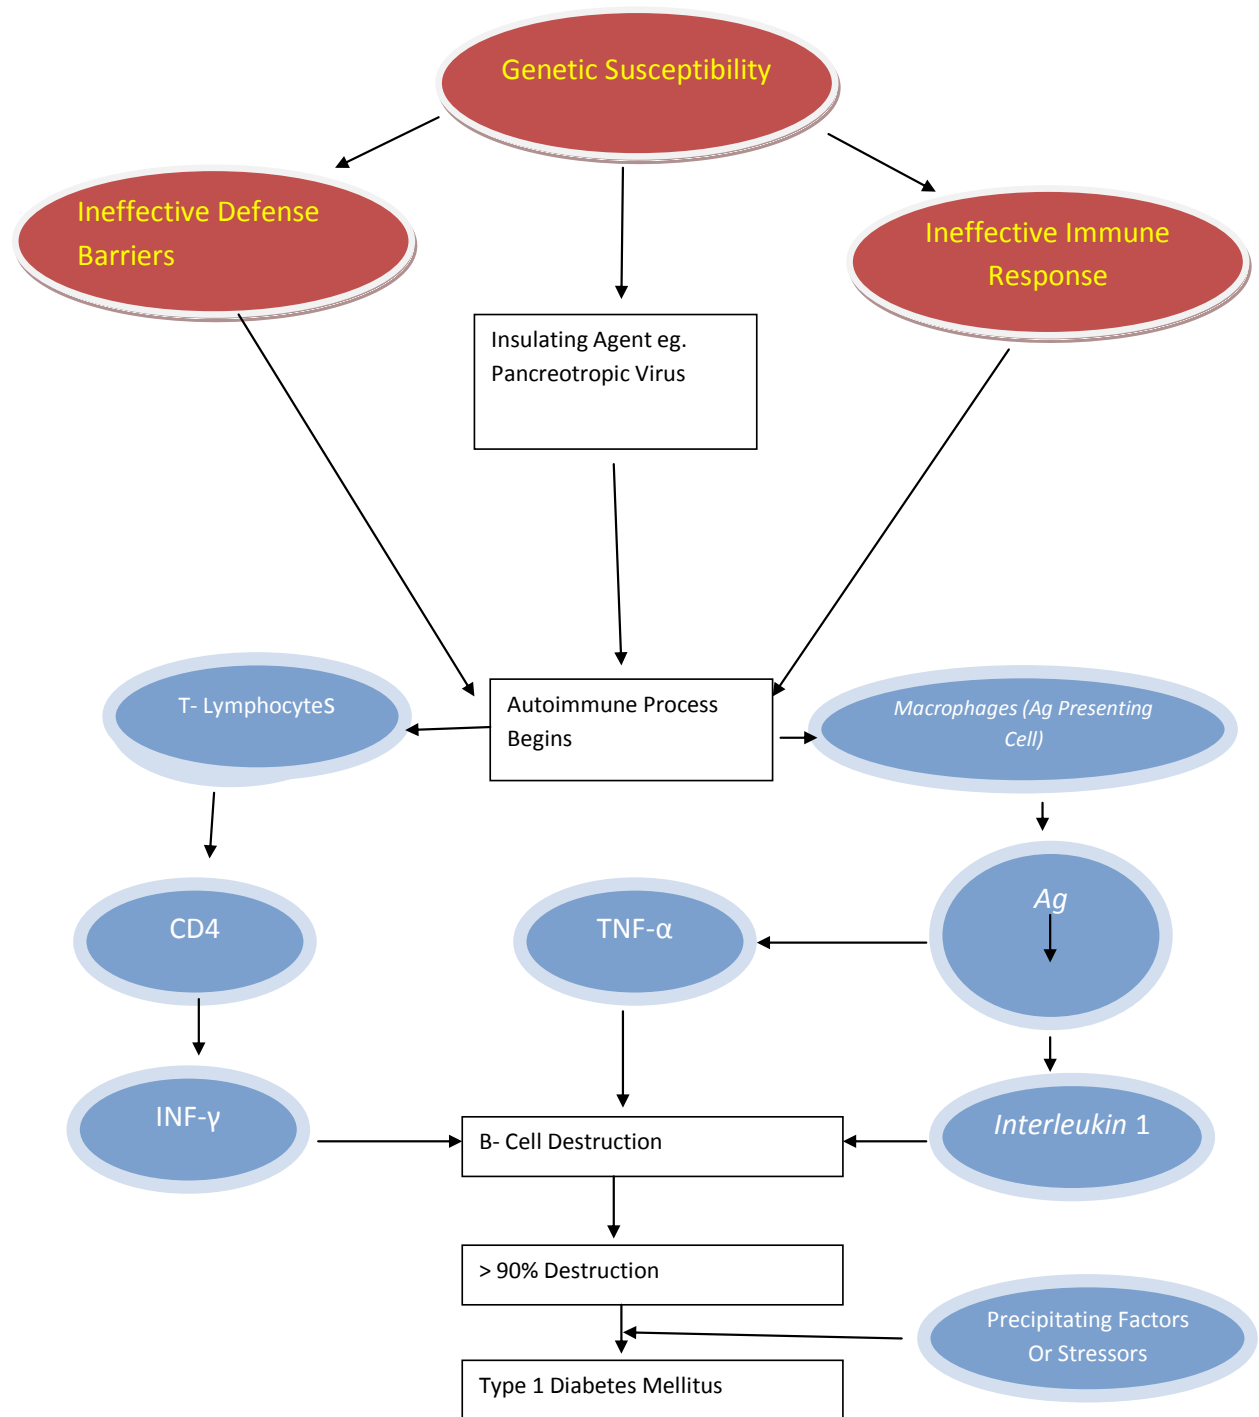 Genetic Susceptibility
Ineffective Defense
Barriers
Ineffective Immune
Response
Insulating Agent eg.
Pancreotropic Virus
T- LymphocyteS
Autoimmune Process
Begins
Macrophages (Ag Presenting
Cell)
CD4
TNF-α
Ag
INF-γ
B- Cell Destruction
Interleukin 1
> 90% Destruction
Precipitating Factors
Or Stressors
Type 1 Diabetes Mellitus